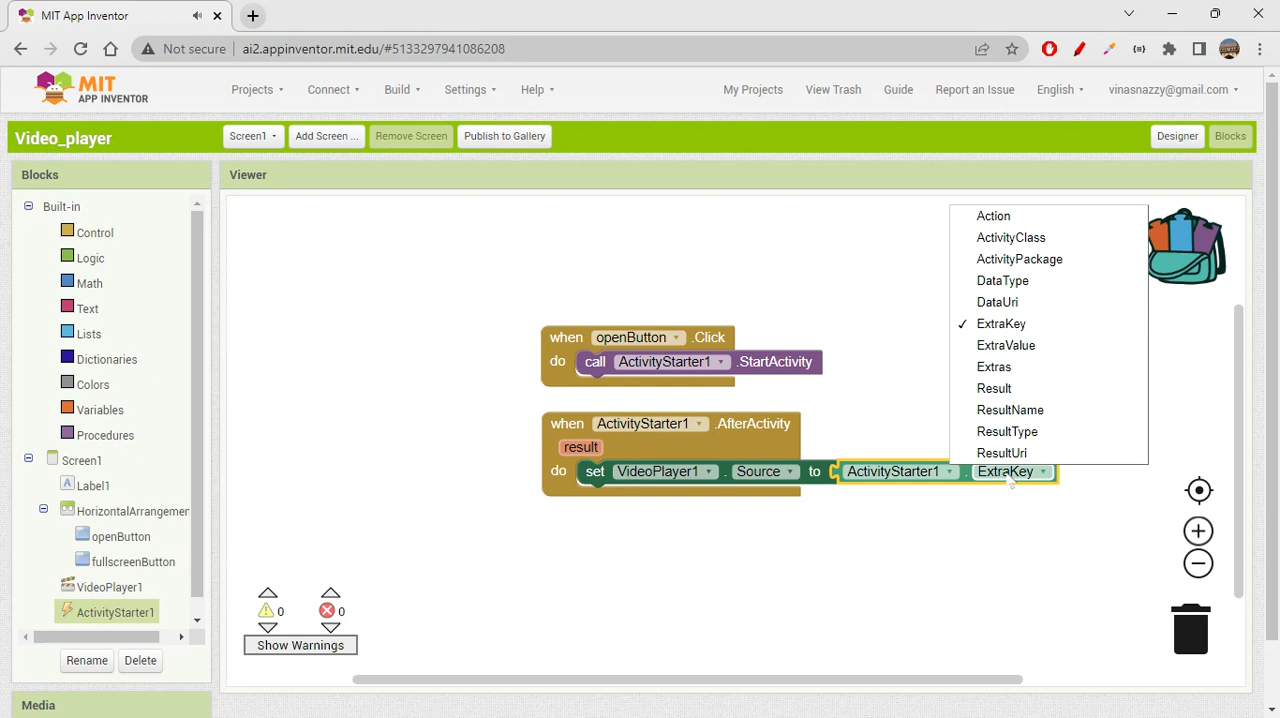 MIT App Inventor
Not secure
ai2.appinventor.mit.edu/#5133297941086208
MIT
APP INVENTOR
Projects
Connect
Build
Settings
Help
My Projects
View Trash
Guide
Report an Issue
English
vinasnazzy@gmail.com
Video_player
Screen1
Add Screen ...
Remove Screen
Publish to Gallery
Designer
Blocks
Blocks
Built-in
Control
Logic
Math
Text
Lists
Dictionaries
Colors
Variables
Procedures
Screen1
Label1
HorizontalArrangemen
openButton
fullscreenButton
VideoPlayer1
ActivityStarter1
Rename
Delete
Media
Viewer
when openButton .Click
do call ActivityStarter1 .StartActivity
when ActivityStarter1 .AfterActivity
result
do set VideoPlayer1 . Source to ActivityStarter1 . ExtraKey
Action
ActivityClass
ActivityPackage
DataType
DataUri
✓ ExtraKey
ExtraValue
Extras
Result
ResultName
ResultType
ResultUri
0
0
Show Warnings